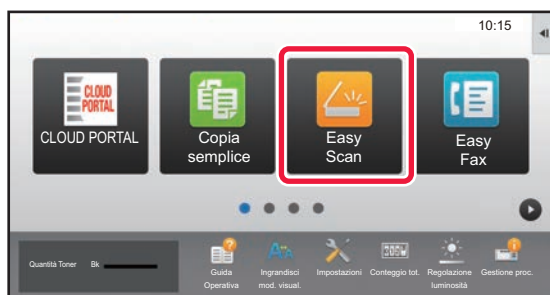 10:15
CLOUD
PORTAL
CLOUD PORTAL
Copia
semplice
Easy
Scan
Easy
Fax
Quantità Toner Bk
Guida
Operativa
Ingrandisci
mod. visual.
Impostazioni
Conteggio tot.
Regolazione
luminosità
Gestione proc.